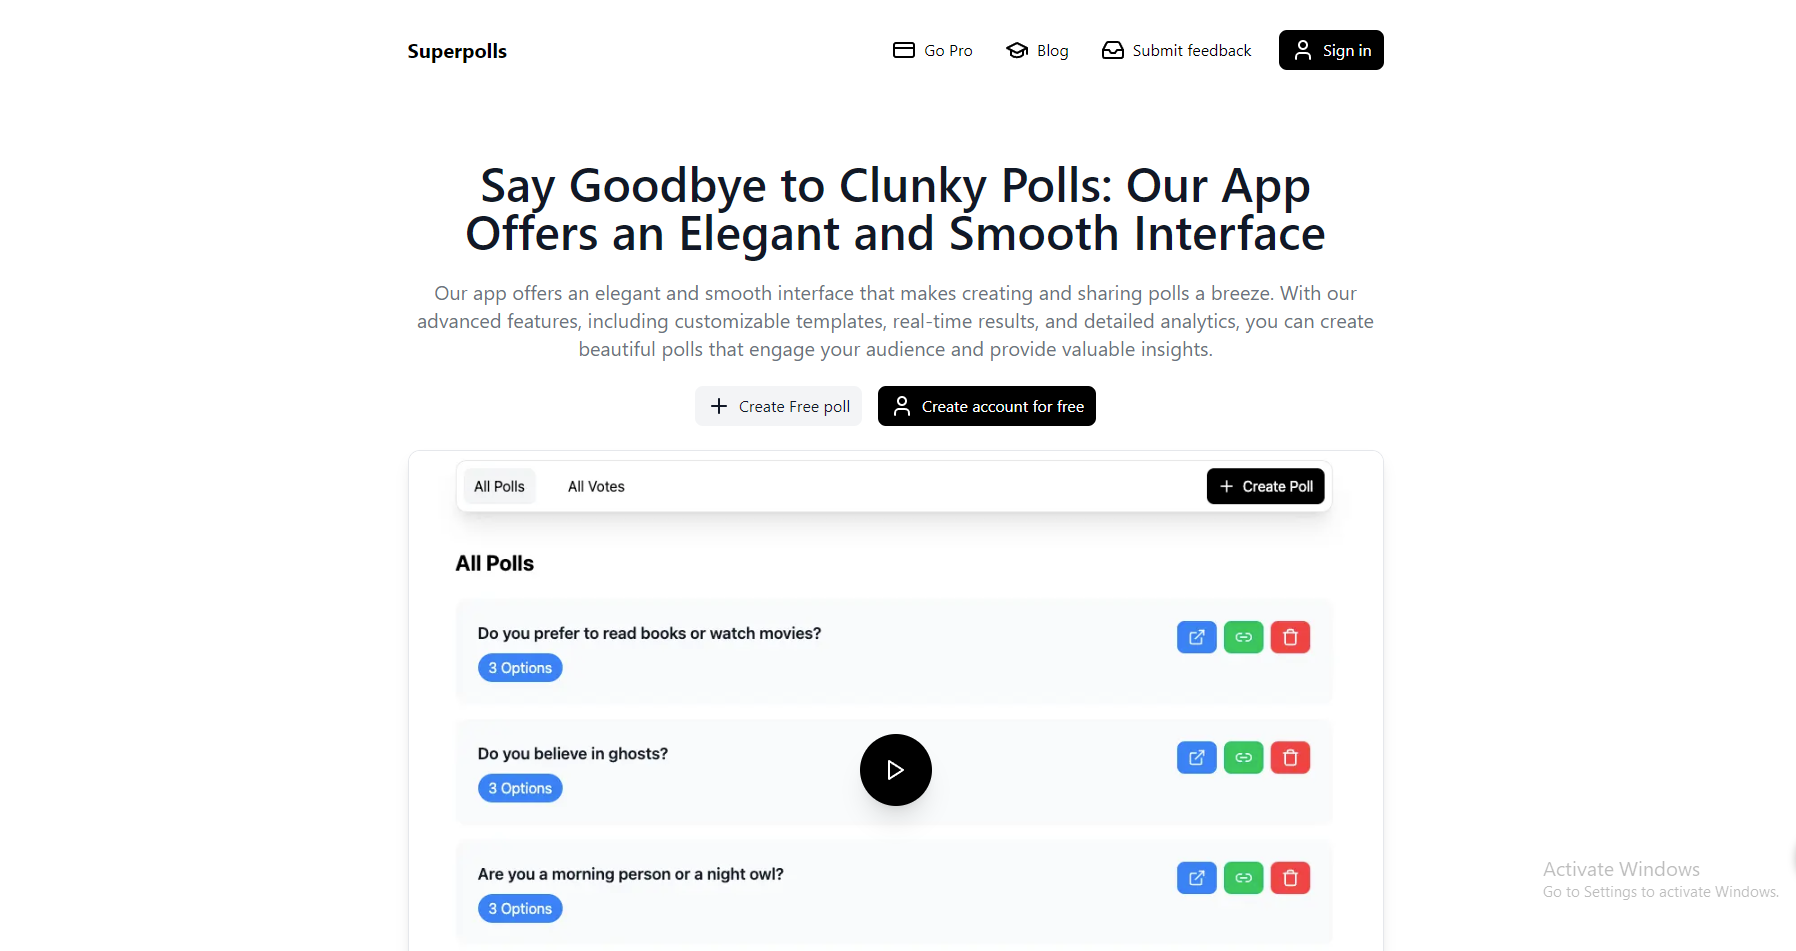 Superpolls
Go Pro
Blog
Submit feedback
Sign in
Say Goodbye to Clunky Polls: Our App
Offers an Elegant and Smooth Interface
Our app offers an elegant and smooth interface that makes creating and sharing polls a breeze. With our
advanced features, including customizable templates, real-time results, and detailed analytics, you can create
beautiful polls that engage your audience and provide valuable insights.
Create Free poll
Create account for free
All Polls
All Votes
Create Poll
All Polls
Do you prefer to read books or watch movies?
3 Options
Do you believe in ghosts?
3 Options
Are you a morning person or a night owl?
3 Options
Activate Windows
Go to Settings to activate Windows.